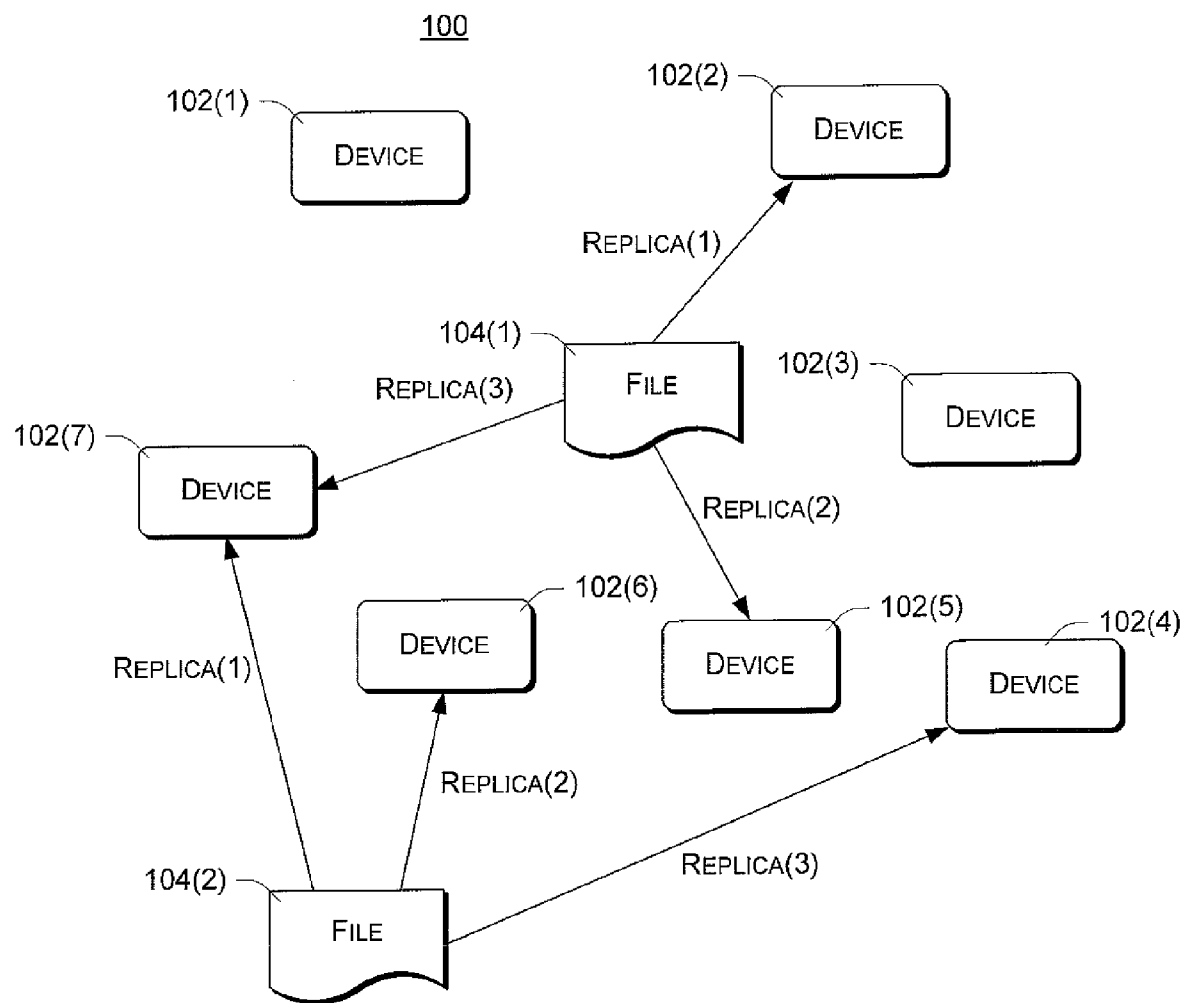 100
102(1)
DEVICE
102(2)
DEVICE
REPLICA(1)
104(1)
FILE
REPLICA(3)
102(3)
DEVICE
102(7)
DEVICE
REPLICA(2)
102(6)
DEVICE
102(5)
DEVICE
102(4)
DEVICE
REPLICA(1)
REPLICA(2)
REPLICA(3)
104(2)
FILE